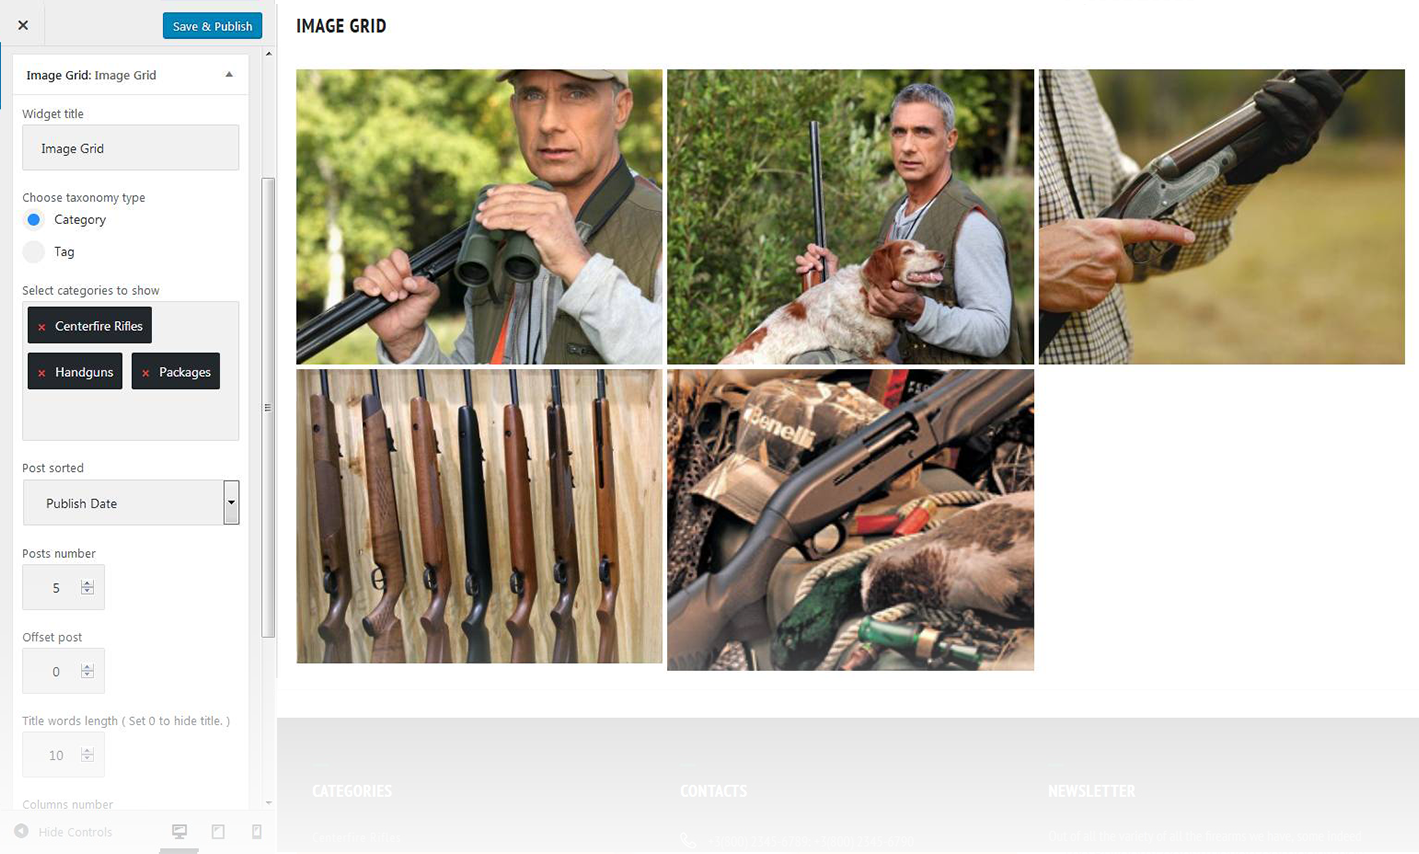 Save & Publish
Image Grid: Image Grid
Widget title
Image Grid
Choose taxonomy type
Category
Tag
Select categories to show
× Centerfire Rifles
× Handguns × Packages
Post sorted
Publish Date
Posts number
5
Offset post
0
Title words length ( Set 0 to hide title. )
10
Columns number
Hide Controls
IMAGE GRID
Benelli
CATEGORIES
Centerfire Rifles
CONTACTS
NEWSLETTER